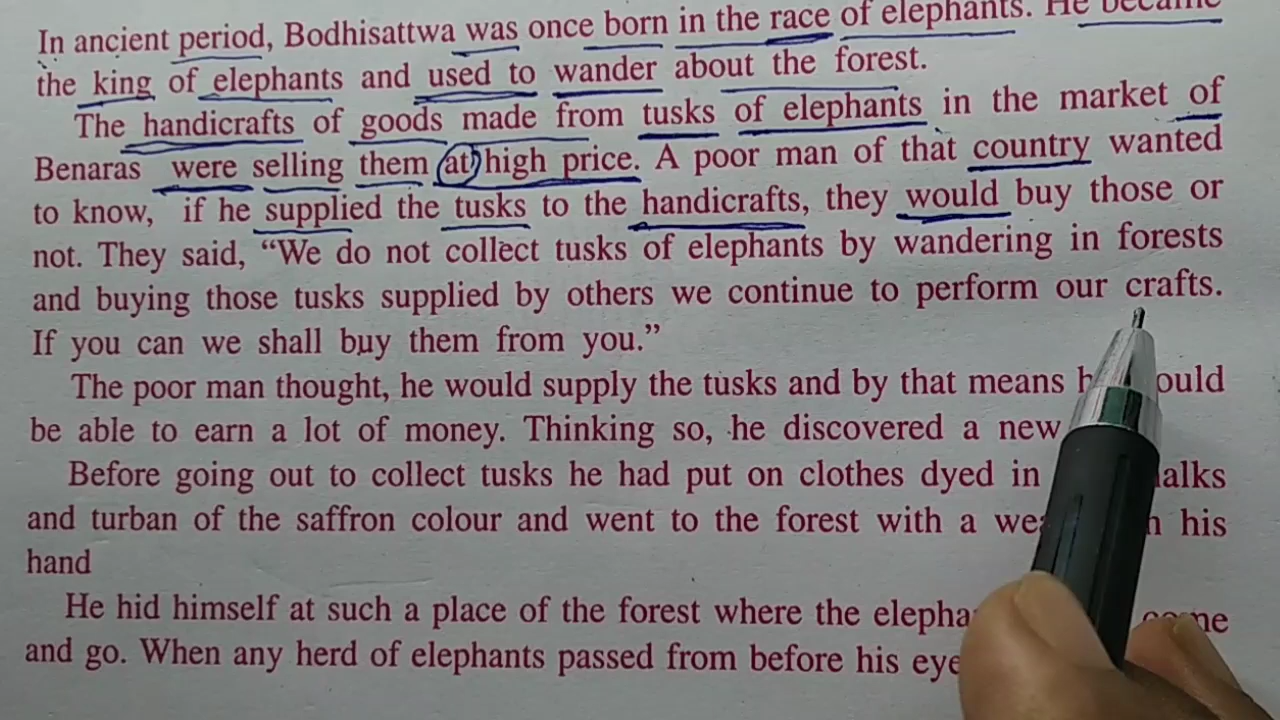 In ancient period, Bodhisattwa was once born in the race of elephants. He became
the king of elephants and used to wander about the forest.
The handicrafts of goods made from tusks of elephants in the market of
Benaras were selling them at high price. A poor man of that country wanted
to know, if he supplied the tusks to the handicrafts, they would buy those or
not. They said, “We do not collect tusks of elephants by wandering in forests
and buying those tusks supplied by others we continue to perform our crafts.
If you can we shall buy them from you.”
The poor man thought, he would supply the tusks and by that means
be able to earn a lot of money. Thinking so, he discovered a new
Before going out to collect tusks he had put on clothes dyed in
and turban of the saffron colour and went to the forest with a his
hand
He hid himself at such a place of the forest where the
and go. When any herd of elephants passed from before his